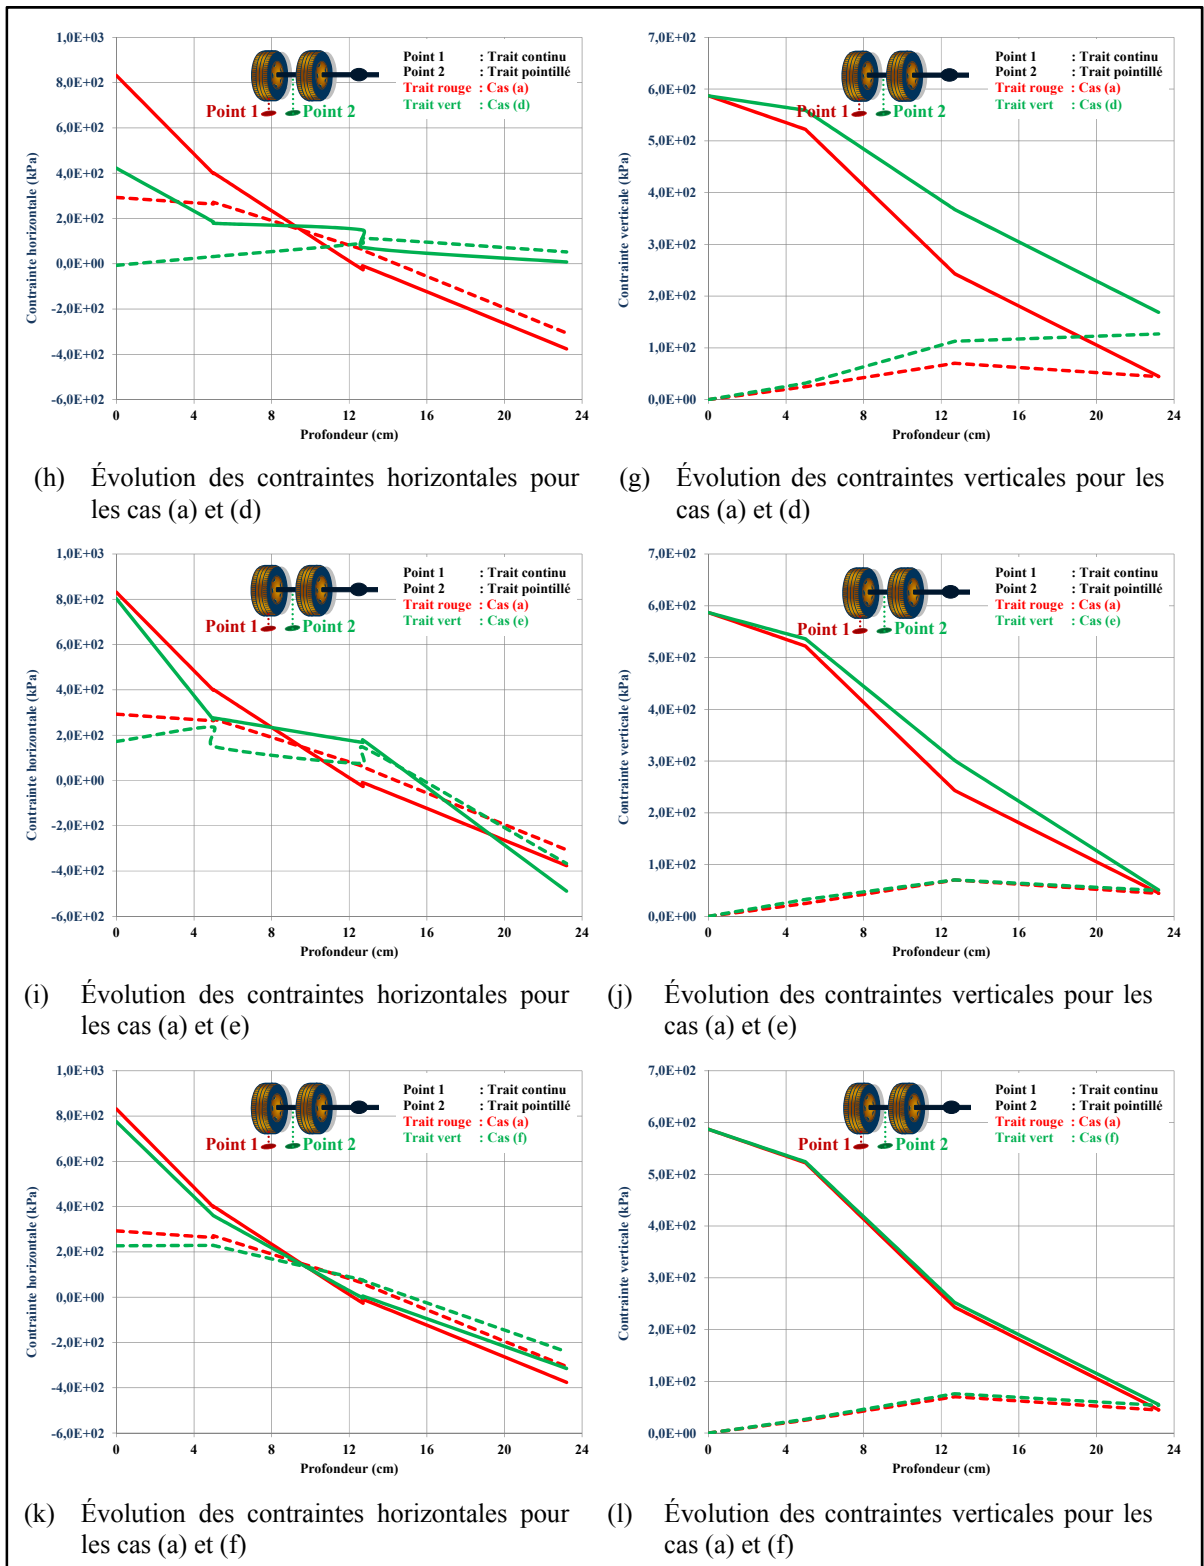 1,0E+03
8,0E+02
6,0E+02
4,0E+02
2,0E+02
0,0E+00
-2,0E+02
-4,0E+02
-6,0E+02
Contrainte horizontale (kPa)
0 4 8 12 16 20 24
Profondeur (cm)
Point 1 : Trait continu
Point 2 : Trait pointillé
Trait rouge : Cas (a)
Trait vert : Cas (d)
Point 1 Point 2
7,0E+02
6,0E+02
5,0E+02
4,0E+02
3,0E+02
2,0E+02
1,0E+02
0,0E+00
Contrainte verticale (kPa)
0 4 8 12 16 20 24
Profondeur (cm)
Point 1 : Trait continu
Point 2 : Trait pointillé
Trait rouge : Cas (a)
Trait vert : Cas (d)
Point 1 Point 2
(h) Évolution des contraintes horizontales pour
les cas (a) et (d)
(g) Évolution des contraintes verticales pour les
cas (a) et (d)
1,0E+03
8,0E+02
6,0E+02
4,0E+02
2,0E+02
0,0E+00
-2,0E+02
-4,0E+02
-6,0E+02
Contrainte horizontale (kPa)
0 4 8 12 16 20 24
Profondeur (cm)
Point 1 : Trait continu
Point 2 : Trait pointillé
Trait rouge : Cas (a)
Trait vert : Cas (e)
Point 1 Point 2
7,0E+02
6,0E+02
5,0E+02
4,0E+02
3,0E+02
2,0E+02
1,0E+02
0,0E+00
Contrainte verticale (kPa)
0 4 8 12 16 20 24
Profondeur (cm)
Point 1 : Trait continu
Point 2 : Trait pointillé
Trait rouge : Cas (a)
Trait vert : Cas (e)
Point 1 Point 2
(i) Évolution des contraintes horizontales pour
les cas (a) et (e)
(j) Évolution des contraintes verticales pour les
cas (a) et (e)
1,0E+03
8,0E+02
6,0E+02
4,0E+02
2,0E+02
0,0E+00
-2,0E+02
-4,0E+02
-6,0E+02
Contrainte horizontale (kPa)
0 4 8 12 16 20 24
Profondeur (cm)
Point 1 : Trait continu
Point 2 : Trait pointillé
Trait rouge : Cas (a)
Trait vert : Cas (f)
Point 1 Point 2
7,0E+02
6,0E+02
5,0E+02
4,0E+02
3,0E+02
2,0E+02
1,0E+02
0,0E+00
Contrainte verticale (kPa)
0 4 8 12 16 20 24
Profondeur (cm)
Point 1 : Trait continu
Point 2 : Trait pointillé
Trait rouge : Cas (a)
Trait vert : Cas (f)
Point 1 Point 2
(k) Évolution des contraintes horizontales pour
les cas (a) et (f)
(l) Évolution des contraintes verticales pour les
cas (a) et (f)